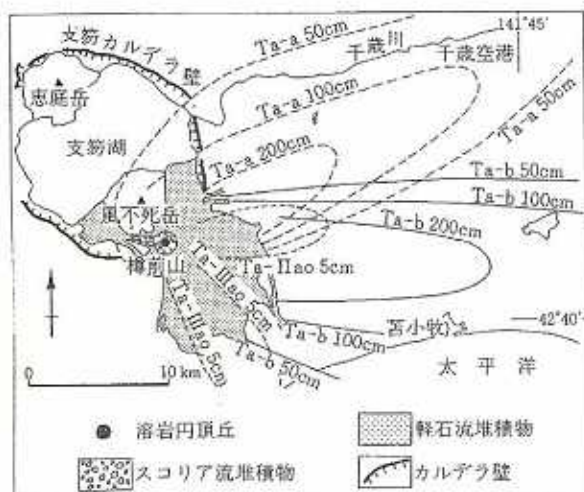 141°45′
支笏カルデラ壁
Ta-a 50cm
千歳川
千歳空港
恵庭岳
Ta-a 100cm
Ta-a 50cm
支笏湖
Ta-a 200cm
Ta-b 50cm
Ta-b 100cm
風不死岳
Ta-b 200cm
樽前山
Ta-Ⅱao 5cm
Ta-Ⅲao 5cm
Ta-Ⅲao 5cm
Ta-b 100cm
苫小牧
42°40′
Ta-b 50cm
太平洋
0
10 km
溶岩円頂丘
軽石流堆積物
スコリア流堆積物
カルデラ壁